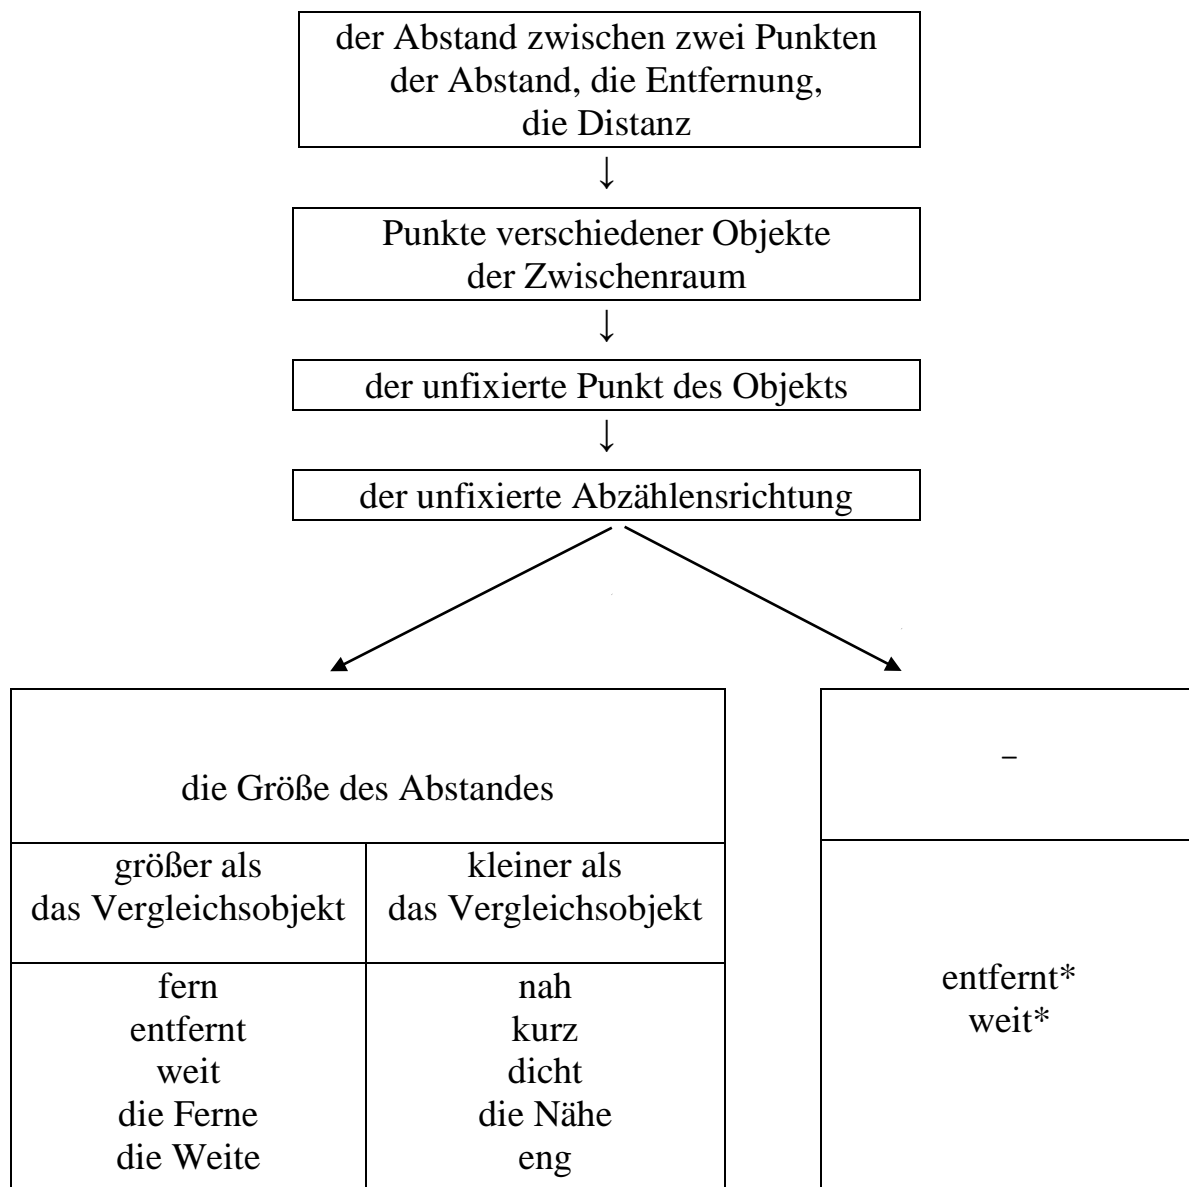 der Abstand zwischen zwei Punkten
der Abstand, die Entfernung,
die Distanz
↓
Punkte verschiedener Objekte
der Zwischenraum
↓
der unfixierte Punkt des Objekts
↓
der unfixierte Abzählensrichtung
die Größe des Abstandes
–
größer als
das Vergleichsobjekt
kleiner als
das Vergleichsobjekt
fern
entfernt
weit
die Ferne
die Weite
nah
kurz
dicht
die Nähe
eng
entfernt*
weit*